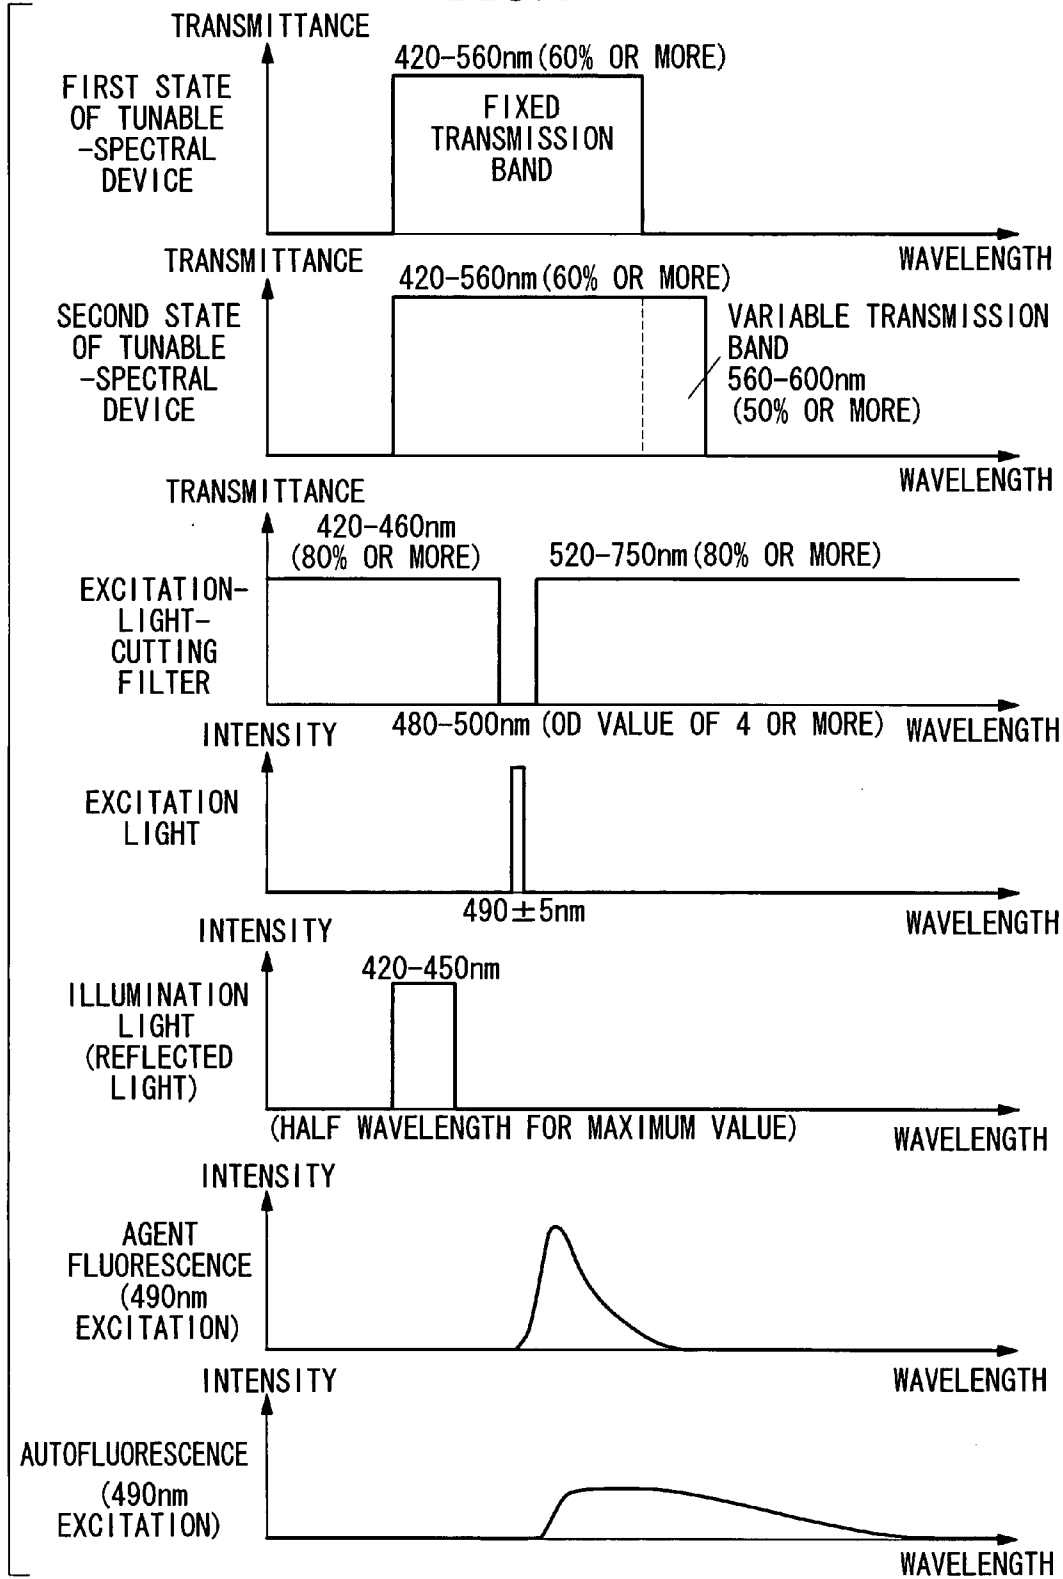 TRANSMITTANCE
420-560nm (60% OR MORE)
FIRST STATE
OF TUNABLE
-SPECTRAL
DEVICE
FIXED
TRANSMISSION
BAND
WAVELENGTH
TRANSMITTANCE
420-560nm (60% OR MORE)
SECOND STATE
OF TUNABLE
-SPECTRAL
DEVICE
VARIABLE TRANSMISSION
BAND
560-600nm
(50% OR MORE)
WAVELENGTH
TRANSMITTANCE
420-460nm
(80% OR MORE)
520-750nm (80% OR MORE)
EXCITATION-
LIGHT-
CUTTING
FILTER
480-500nm (OD VALUE OF 4 OR MORE)
WAVELENGTH
INTENSITY
EXCITATION
LIGHT
490±5nm
WAVELENGTH
INTENSITY
420-450nm
ILLUMINATION
LIGHT
(REFLECTED
LIGHT)
(HALF WAVELENGTH FOR MAXIMUM VALUE)
WAVELENGTH
INTENSITY
AGENT
FLUORESCENCE
(490nm
EXCITATION)
WAVELENGTH
INTENSITY
AUTOFLUORESCENCE
(490nm
EXCITATION)
WAVELENGTH